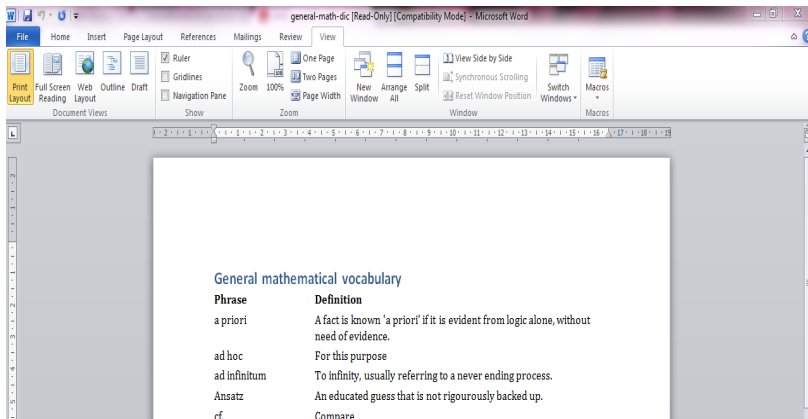 general-math-dic [Read-Only] [Compatibility Mode] - Microsoft Word
File Home Insert Page Layout References Mailings Review View
Print Layout
Full Screen Reading
Web Layout
Outline
Draft
Document Views
Ruler
Gridlines
Navigation Pane
Show
Zoom
100%
One Page
Two Pages
Page Width
Zoom
New Window
Arrange All
Split
View Side by Side
Synchronous Scrolling
Reset Window Position
Switch Windows
Window
Macros
Macros
General mathematical vocabulary
Phrase Definition
a priori A fact is known 'a priori' if it is evident from logic alone, without
need of evidence.
ad hoc For this purpose
ad infinitum To infinity, usually referring to a never ending process.
Ansatz An educated guess that is not rigourously backed up.
cf Compare